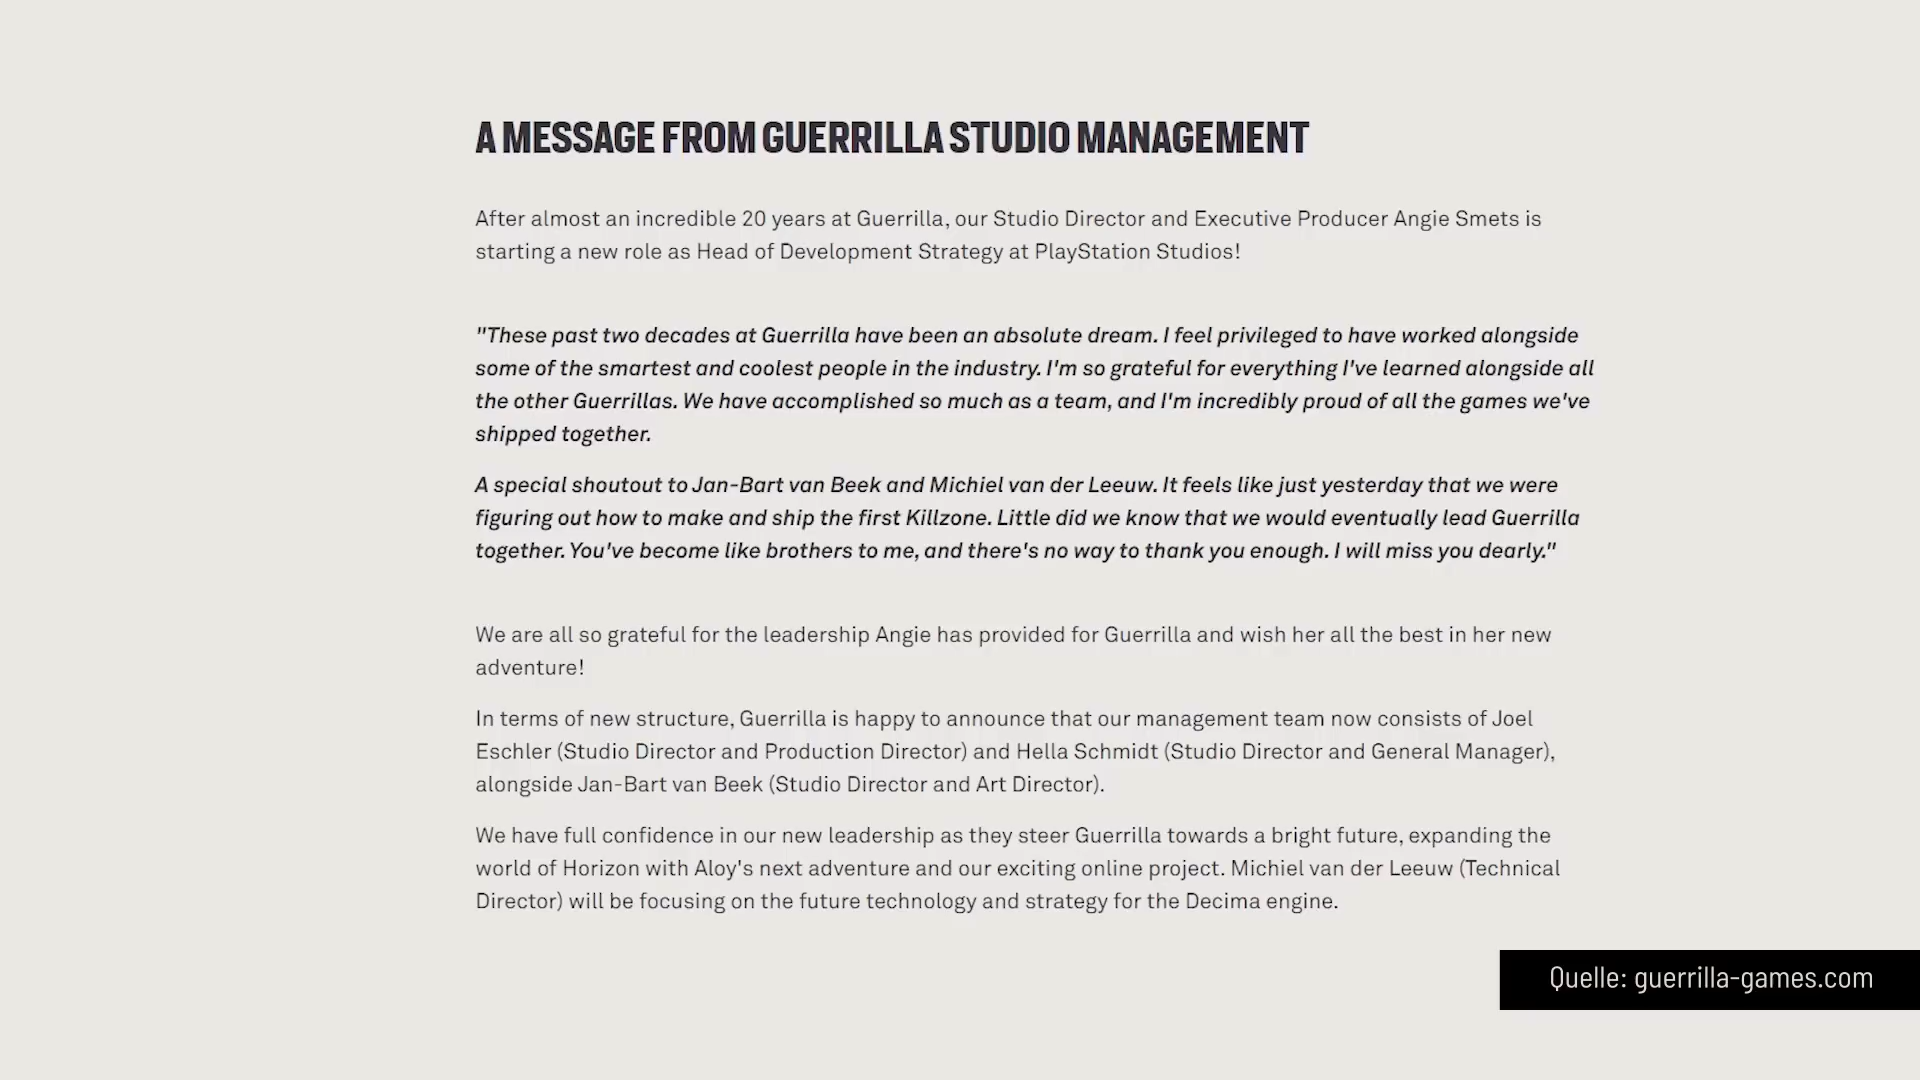 A MESSAGE FROM GUERRILLA STUDIO MANAGEMENT
After almost an incredible 20 years at Guerrilla, our Studio Director and Executive Producer Angie Smets is
starting a new role as Head of Development Strategy at PlayStation Studios!
"These past two decades at Guerrilla have been an absolute dream. I feel privileged to have worked alongside
some of the smartest and coolest people in the industry. I'm so grateful for everything I've learned alongside all
the other Guerrillas. We have accomplished so much as a team, and I'm incredibly proud of all the games we've
shipped together.
A special shoutout to Jan-Bart van Beek and Michiel van der Leeuw. It feels like just yesterday that we were
figuring out how to make and ship the first Killzone. Little did we know that we would eventually lead Guerrilla
together. You've become like brothers to me, and there's no way to thank you enough. I will miss you dearly."
We are all so grateful for the leadership Angie has provided for Guerrilla and wish her all the best in her new
adventure!
In terms of new structure, Guerrilla is happy to announce that our management team now consists of Joel
Eschler (Studio Director and Production Director) and Hella Schmidt (Studio Director and General Manager),
alongside Jan-Bart van Beek (Studio Director and Art Director).
We have full confidence in our new leadership as they steer Guerrilla towards a bright future, expanding the
world of Horizon with Aloy's next adventure and our exciting online project. Michiel van der Leeuw (Technical
Director) will be focusing on the future technology and strategy for the Decima engine.
Quelle: guerrilla-games.com